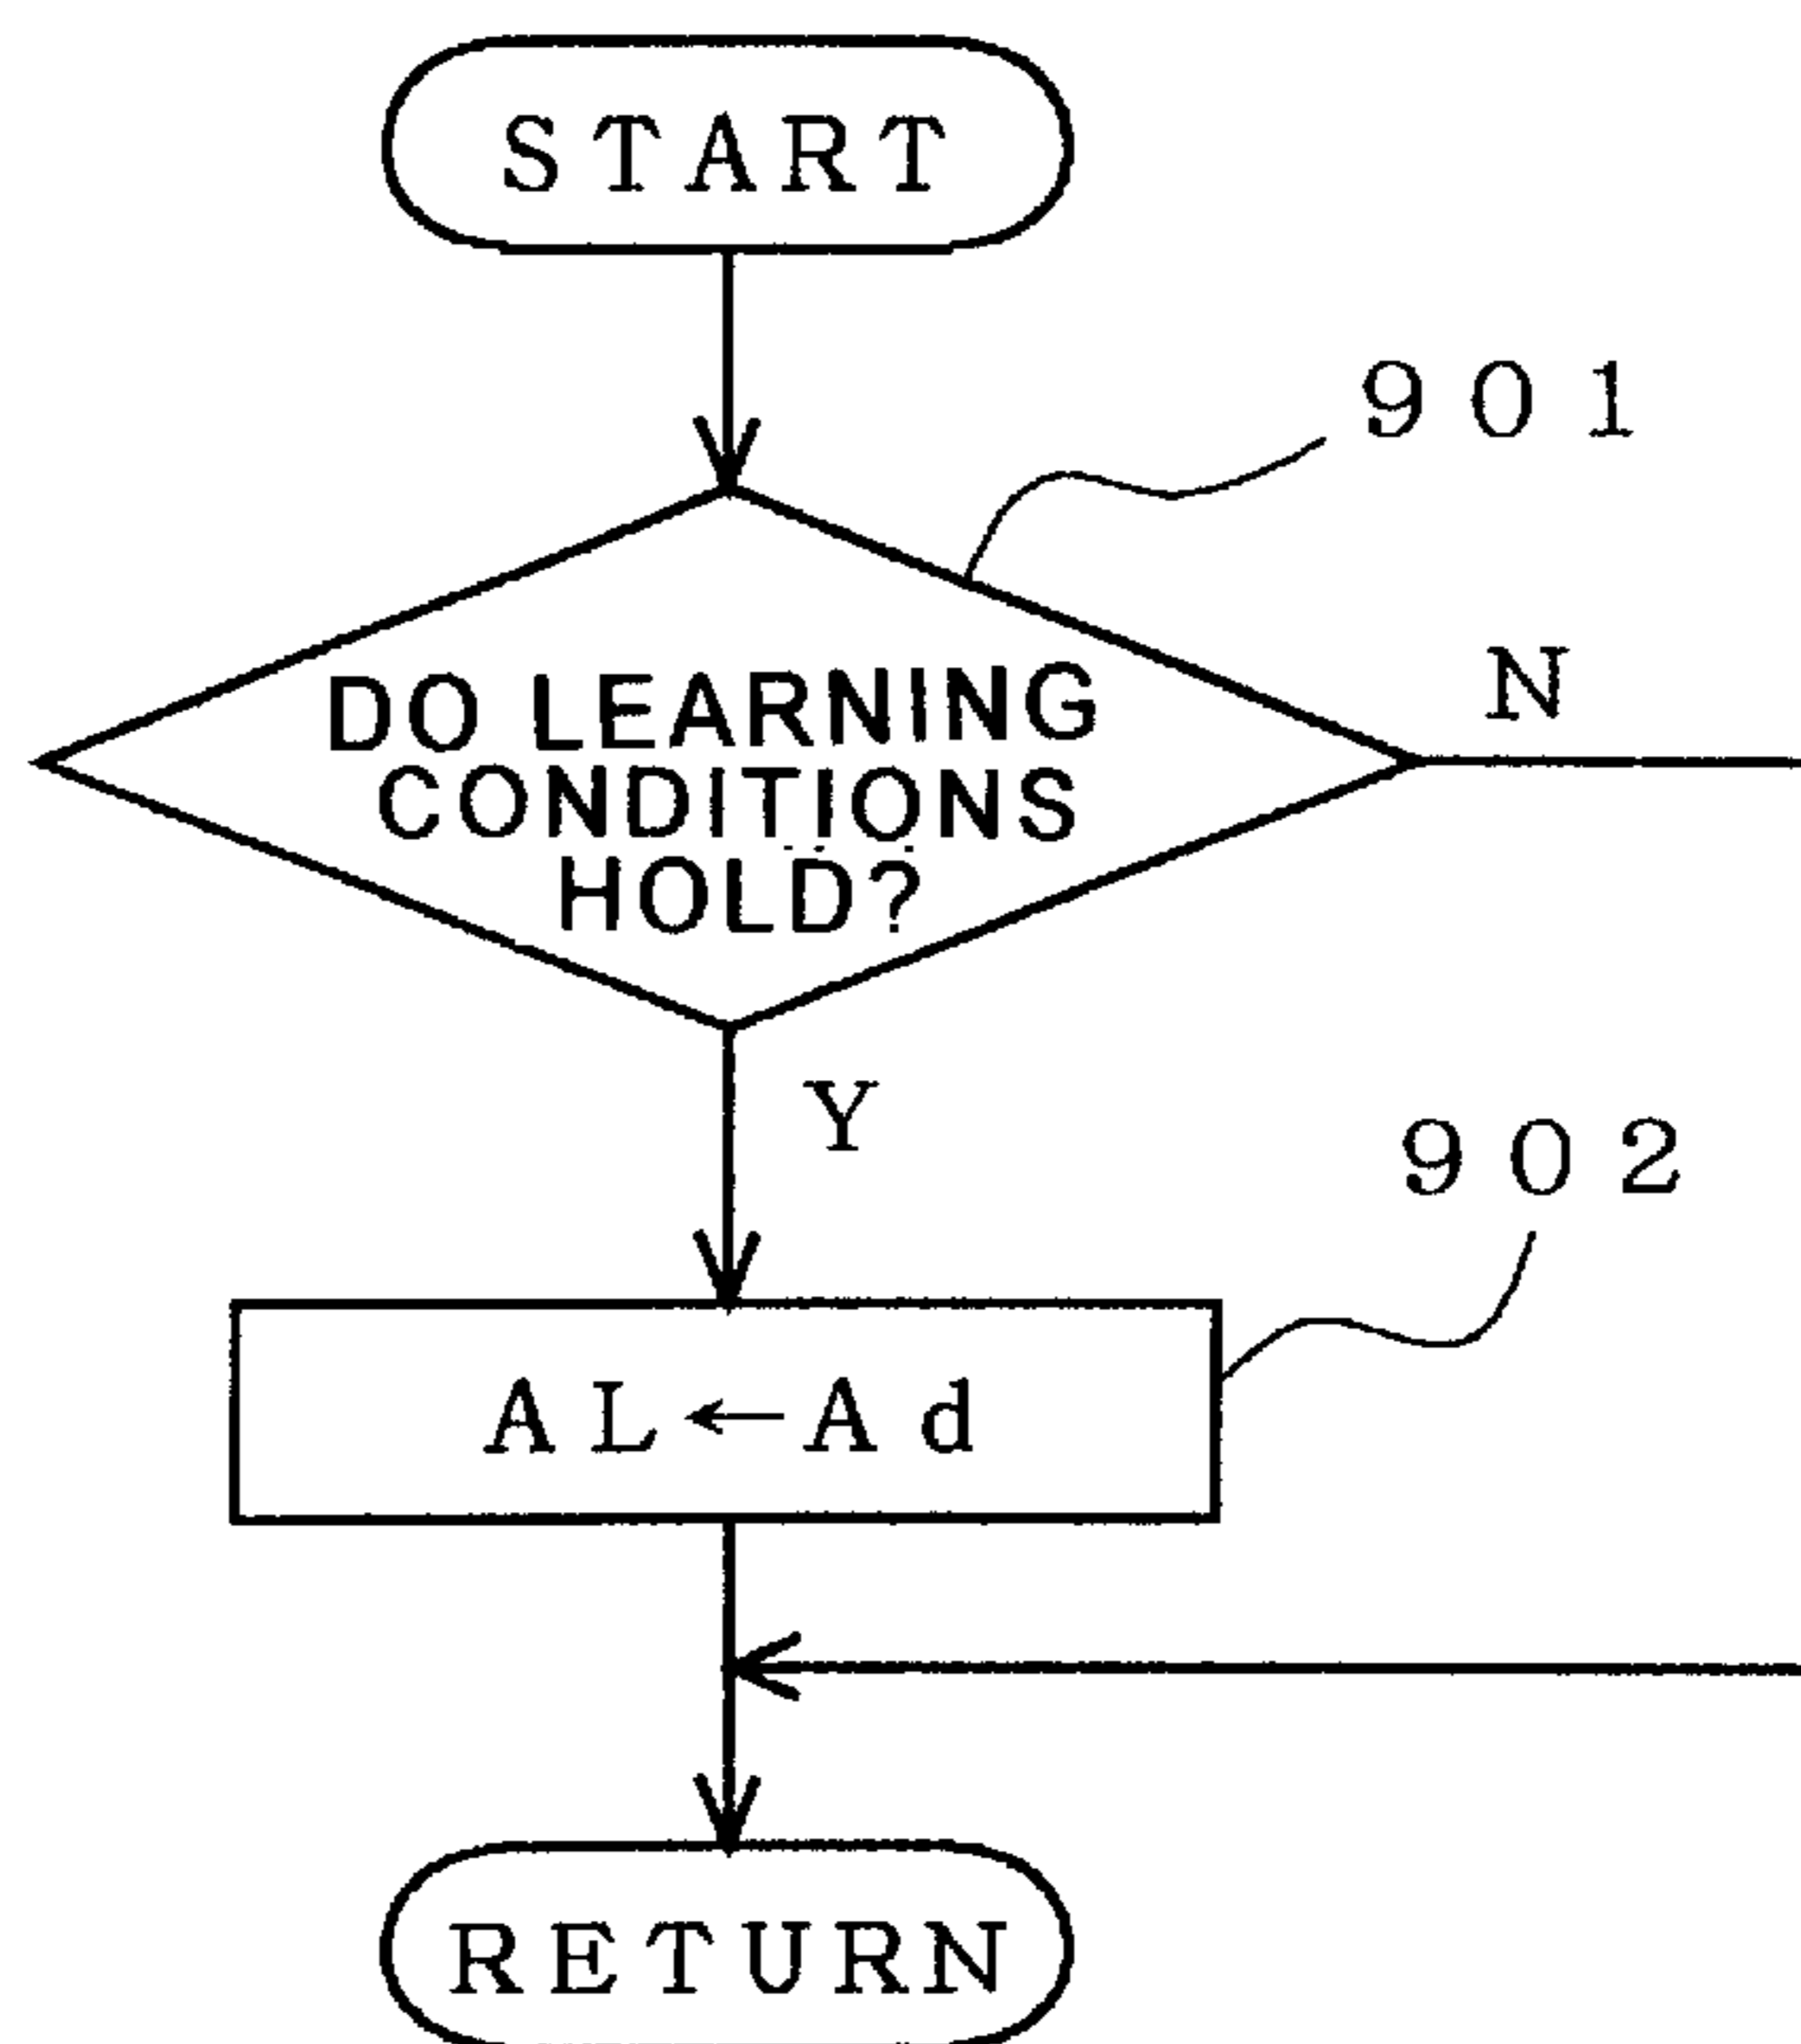 START
901
DO LEARNING
CONDITIONS
HOLD?
N
Y
902
AL←Ad
RETURN